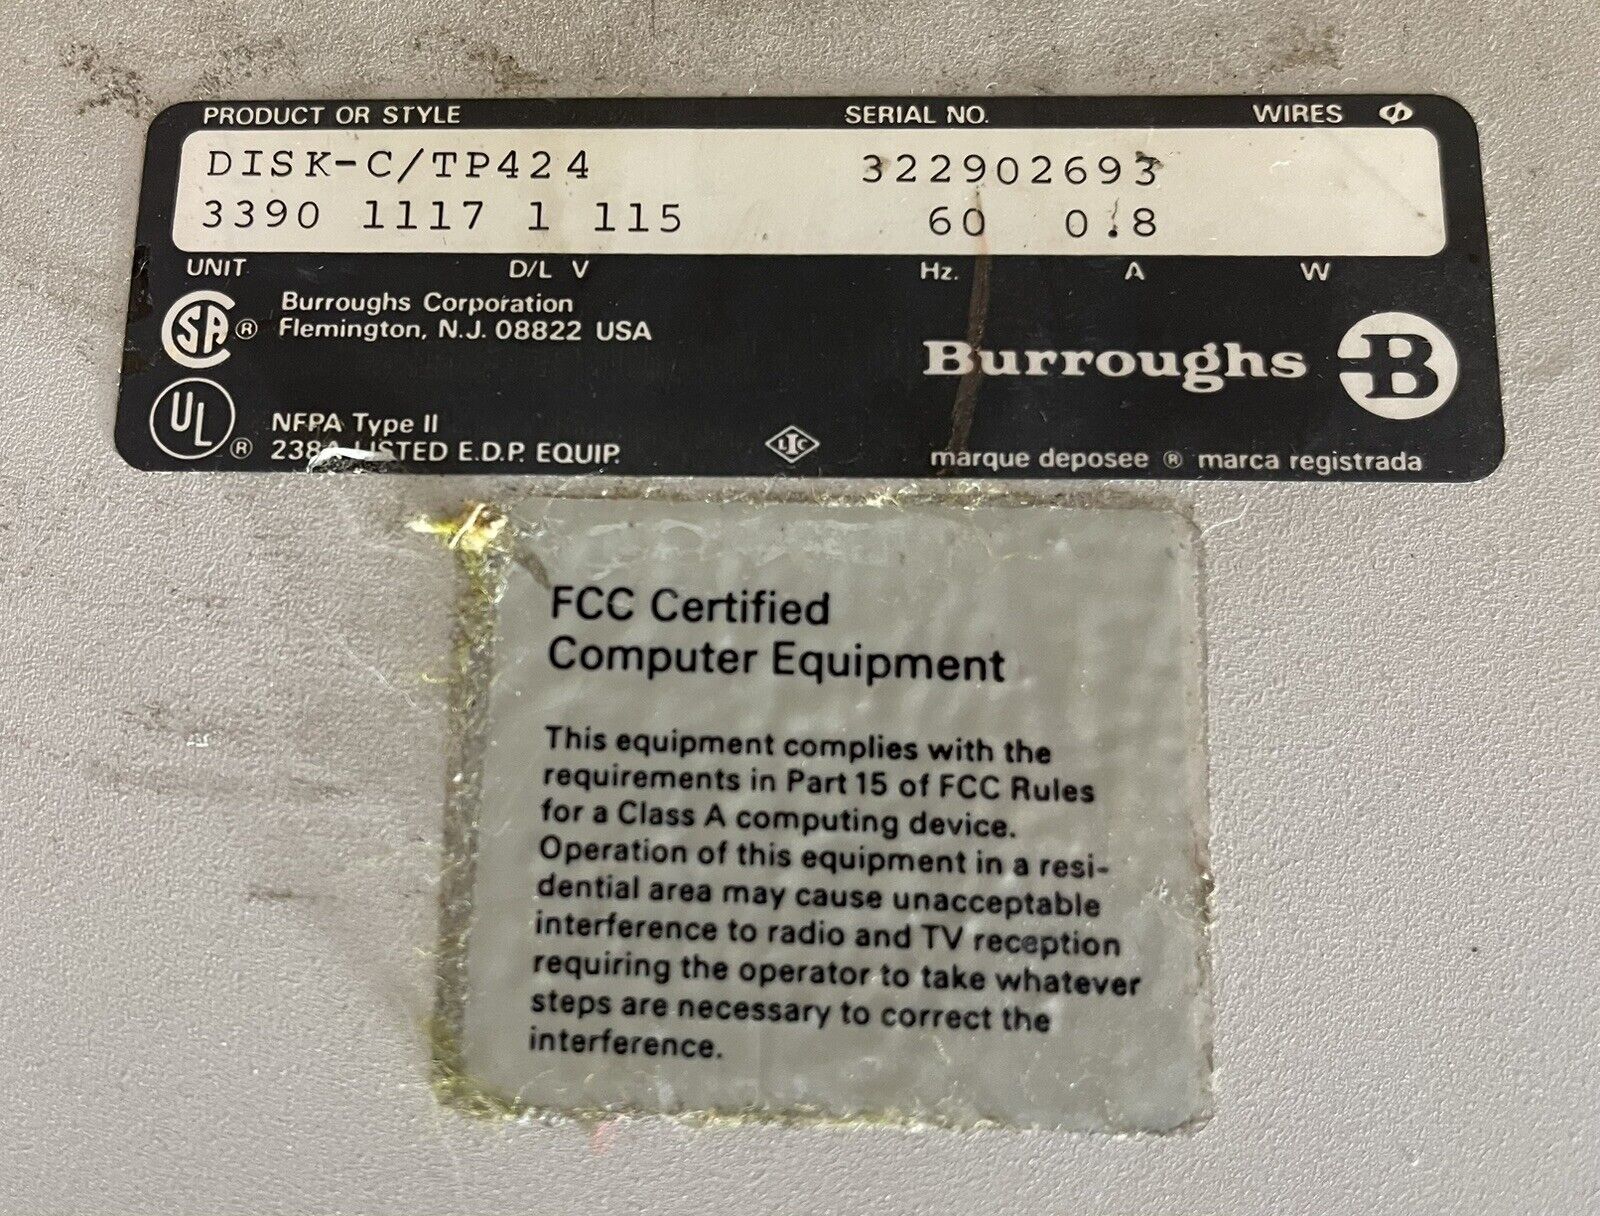 PRODUCT OR STYLE SERIAL NO. WIRES ⌀
DISK-C/TP424 322902693
3390 1117 1 115 60 0.8
UNIT D/L V Hz. A W
SA ® Burroughs Corporation
Flemington, N.J. 08822 USA
Burroughs B
UL ® NFPA Type II
238A LISTED E.D.P. EQUIP.
LTC
marque deposee ® marca registrada
FCC Certified
Computer Equipment
This equipment complies with the
requirements in Part 15 of FCC Rules
for a Class A computing device.
Operation of this equipment in a resi-
dential area may cause unacceptable
interference to radio and TV reception
requiring the operator to take whatever
steps are necessary to correct the
interference.